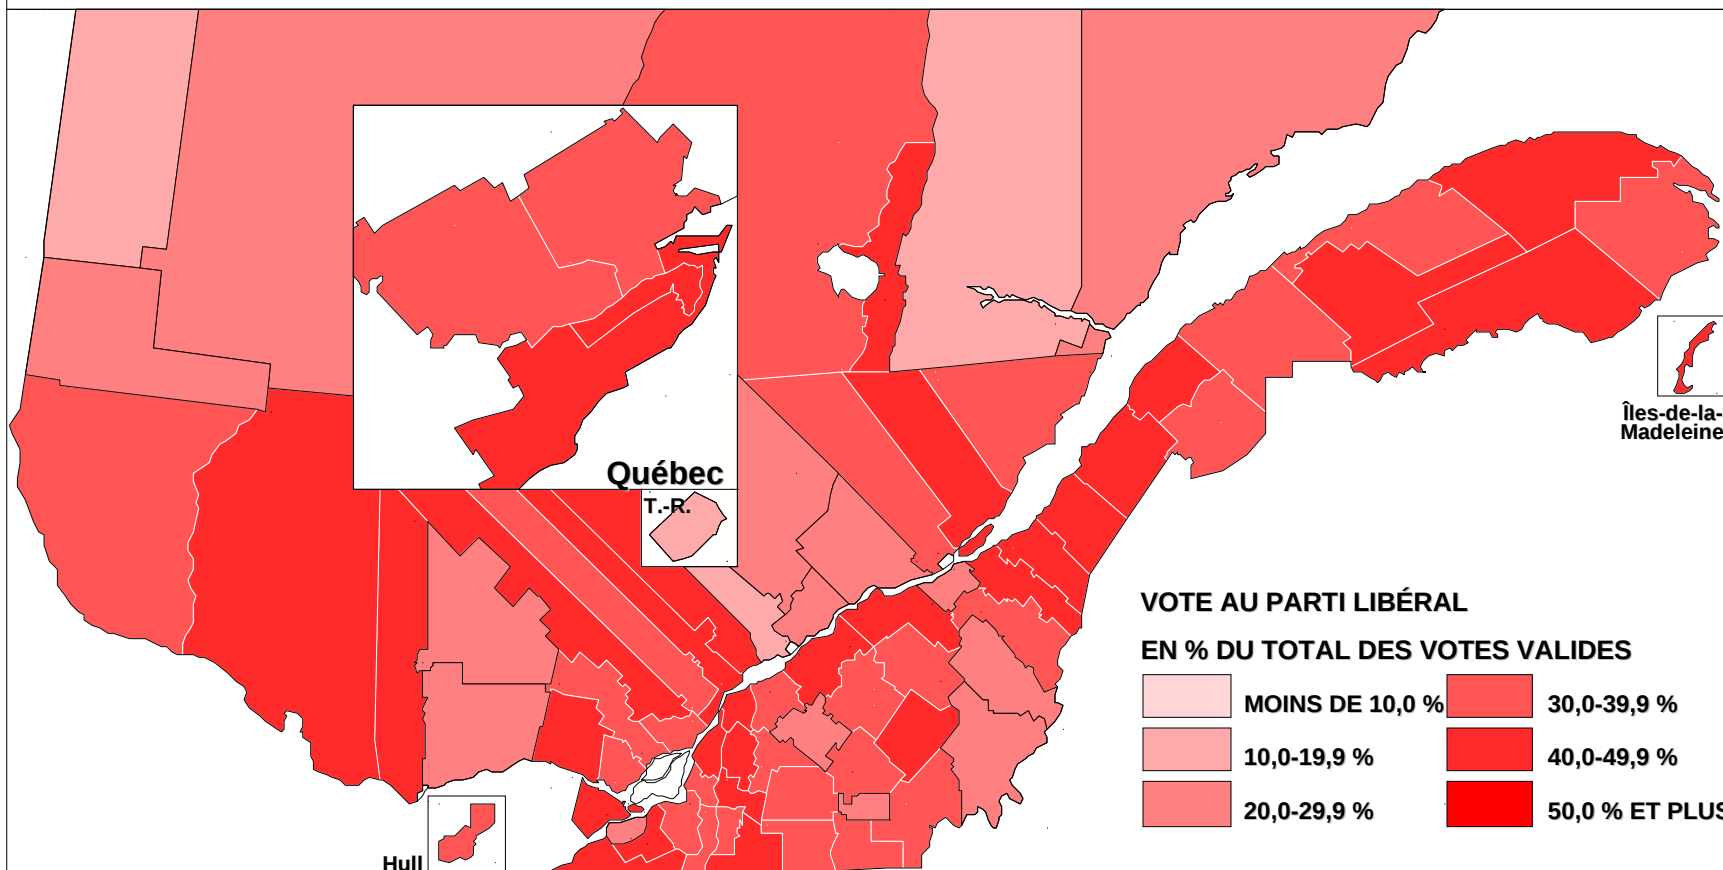 Québec
T.-R.
Îles-de-la-
Madeleine
VOTE AU PARTI LIBÉRAL
EN % DU TOTAL DES VOTES VALIDES
MOINS DE 10,0 %
30,0-39,9 %
10,0-19,9 %
40,0-49,9 %
20,0-29,9 %
50,0 % ET PLUS
Hull